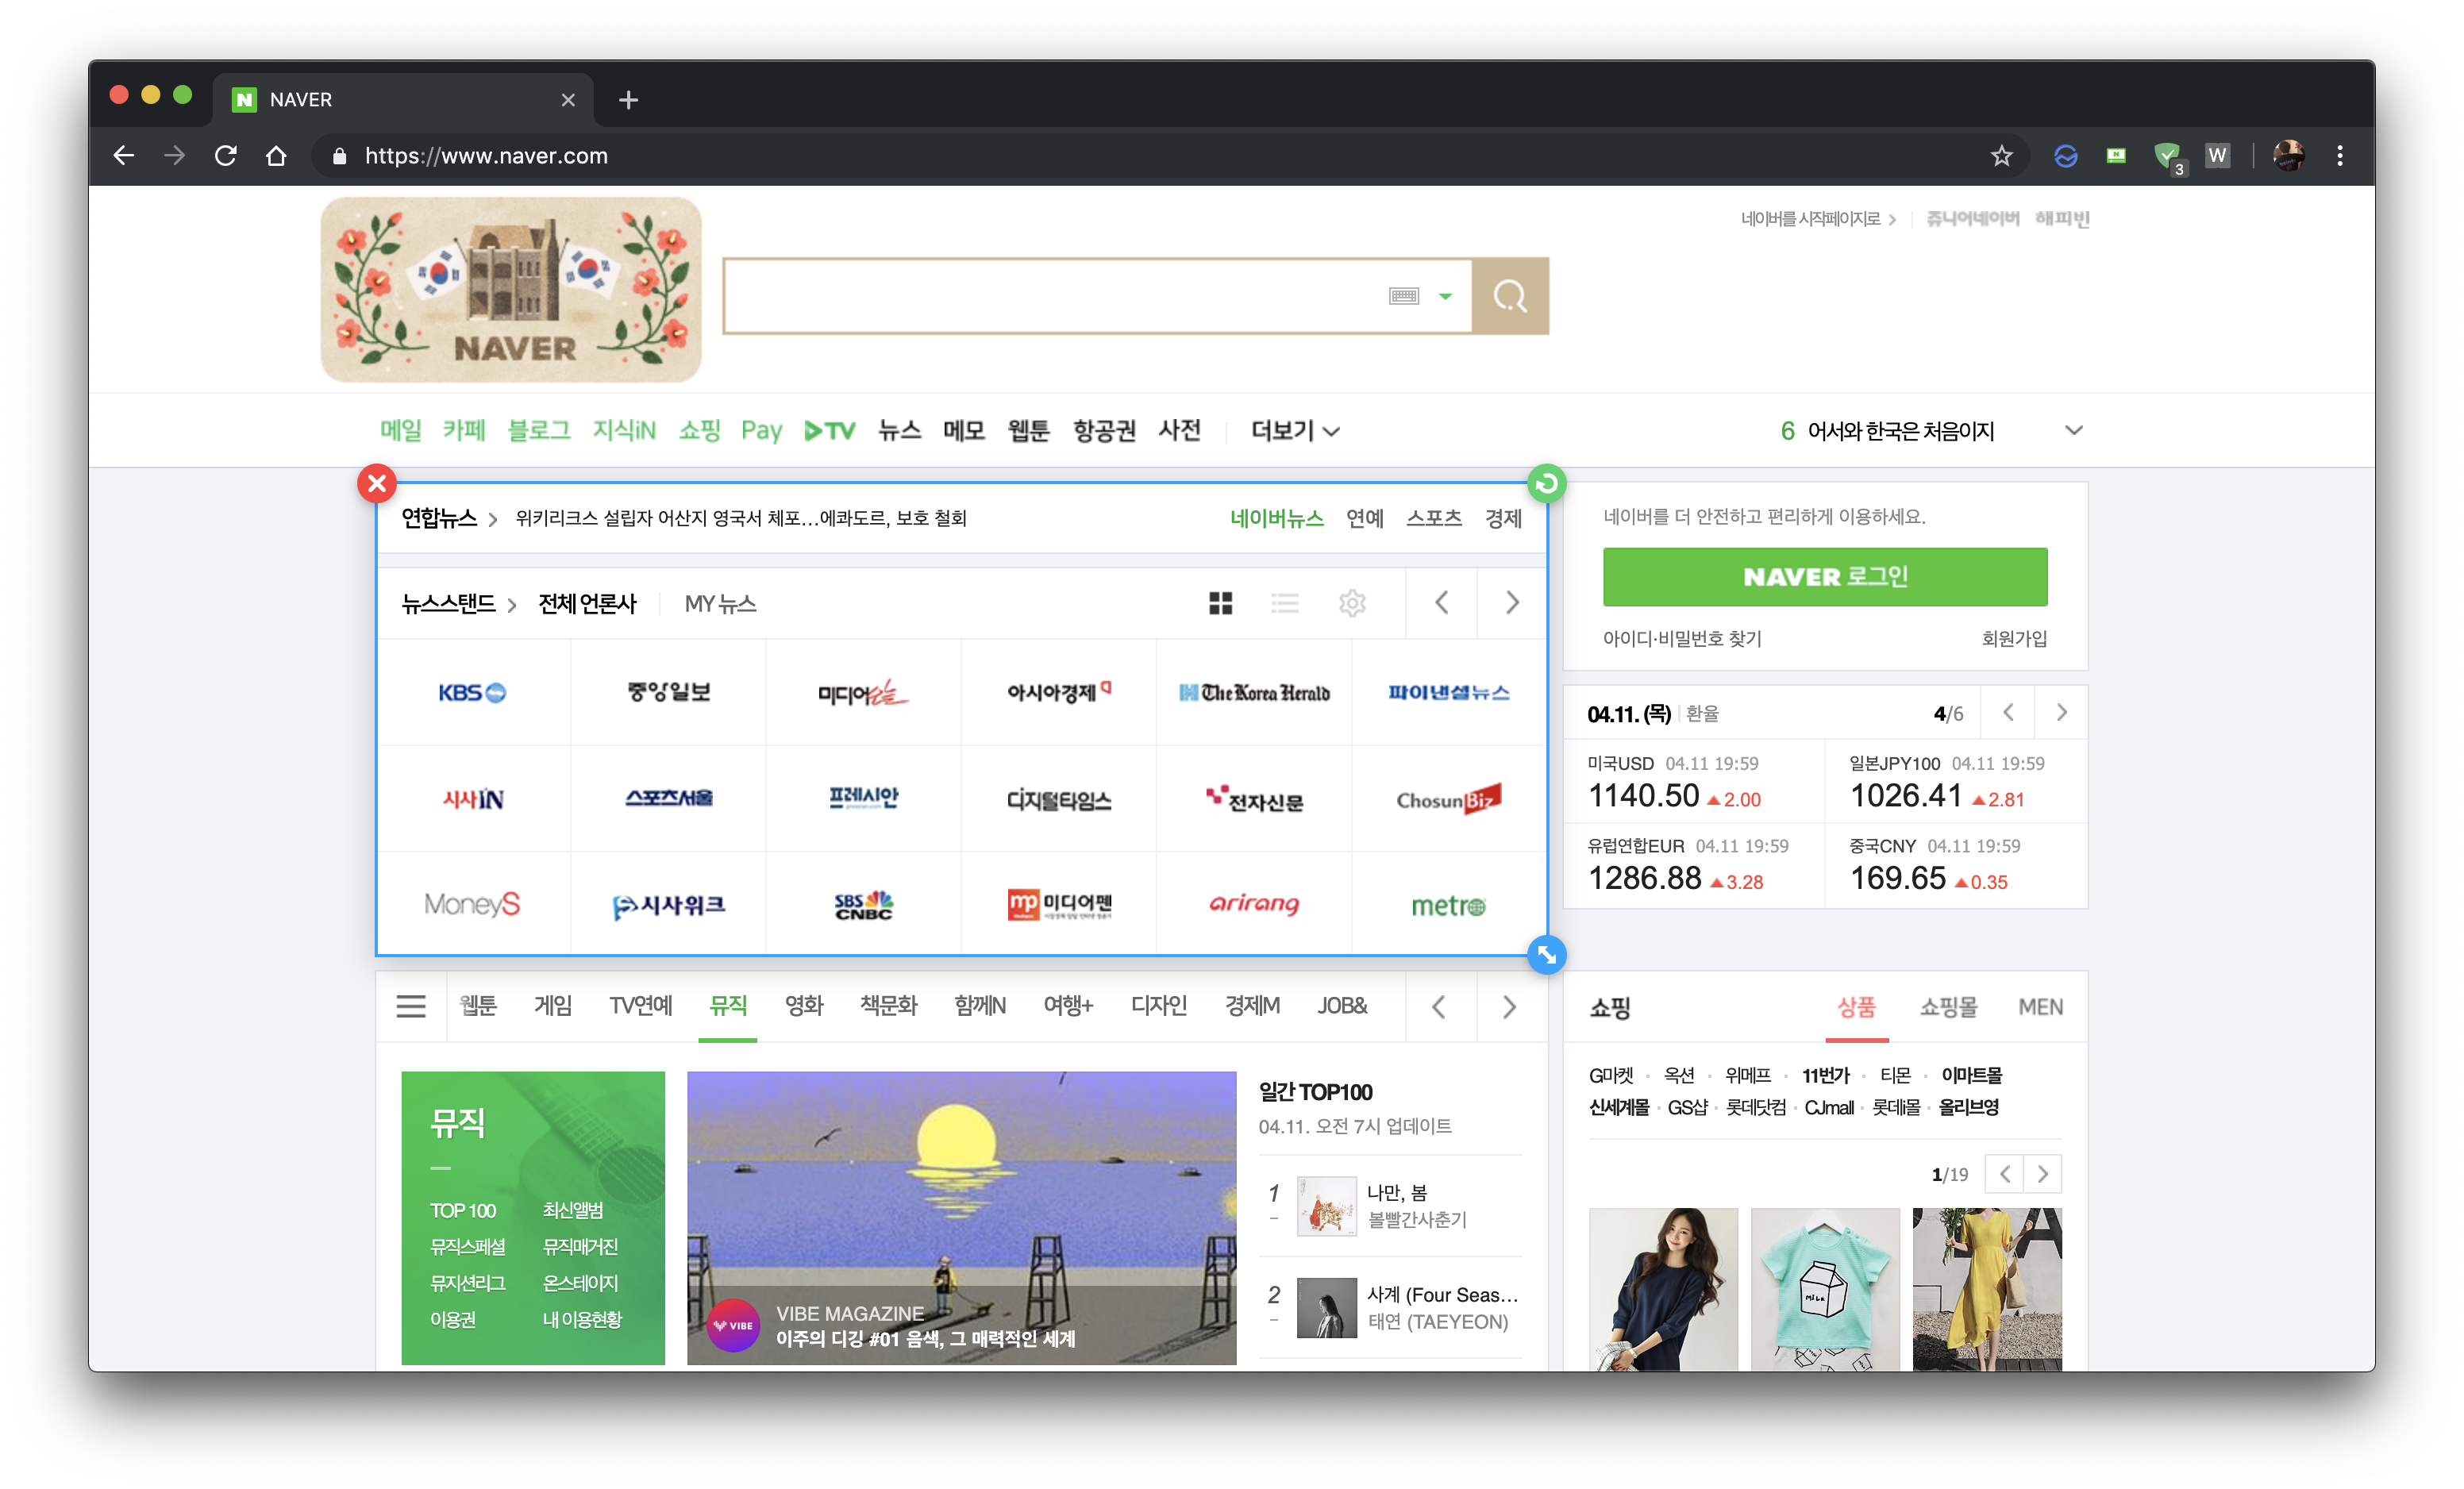 NAVER
https://www.naver.com
3
W
네이버를 시작페이지로
쥬니어네이버 해피빈
NAVER
메일 카페 블로그 지식iN 쇼핑 Pay TV 뉴스 메모 웹툰 항공권 사전 더보기
6 어서와 한국은 처음이지
연합뉴스 위키리크스 설립자 어산지 영국서 체포...에콰도르, 보호 철회
네이버뉴스 연예 스포츠 경제
뉴스스탠드 전체 언론사 MY 뉴스
KBS 중앙일보 미디어오늘 아시아경제 The Korea Herald 파이낸셜뉴스
시사IN 스포츠서울 프레시안 디지털타임스 전자신문 ChosunBiz
MoneyS 시사위크 SBS CNBC mp 미디어펜 arirang metro
네이버를 더 안전하고 편리하게 이용하세요.
NAVER 로그인
아이디·비밀번호 찾기 회원가입
04.11. (목) 환율 4/6
미국USD 04.11 19:59
1140.50 ▲2.00
일본JPY100 04.11 19:59
1026.41 ▲2.81
유럽연합EUR 04.11 19:59
1286.88 ▲3.28
중국CNY 04.11 19:59
169.65 ▲0.35
웹툰 게임 TV연예 뮤직 영화 책문화 함께N 여행+ 디자인 경제M JOB&
뮤직
TOP 100 최신앨범
뮤직스페셜 뮤직매거진
뮤지션리그 온스테이지
이용권 내 이용현황
VIBE
VIBE MAGAZINE
이주의 디깅 #01 음색, 그 매력적인 세계
일간 TOP100
04.11. 오전 7시 업데이트
1 나만, 봄
볼빨간사춘기
2 사계 (Four Seas...
태연 (TAEYEON)
쇼핑 상품 쇼핑몰 MEN
G마켓 · 옥션 · 위메프 · 11번가 · 티몬 · 이마트몰
신세계몰 · GS샵 · 롯데닷컴 · CJmall · 롯데i몰 · 올리브영
1/19
MILK